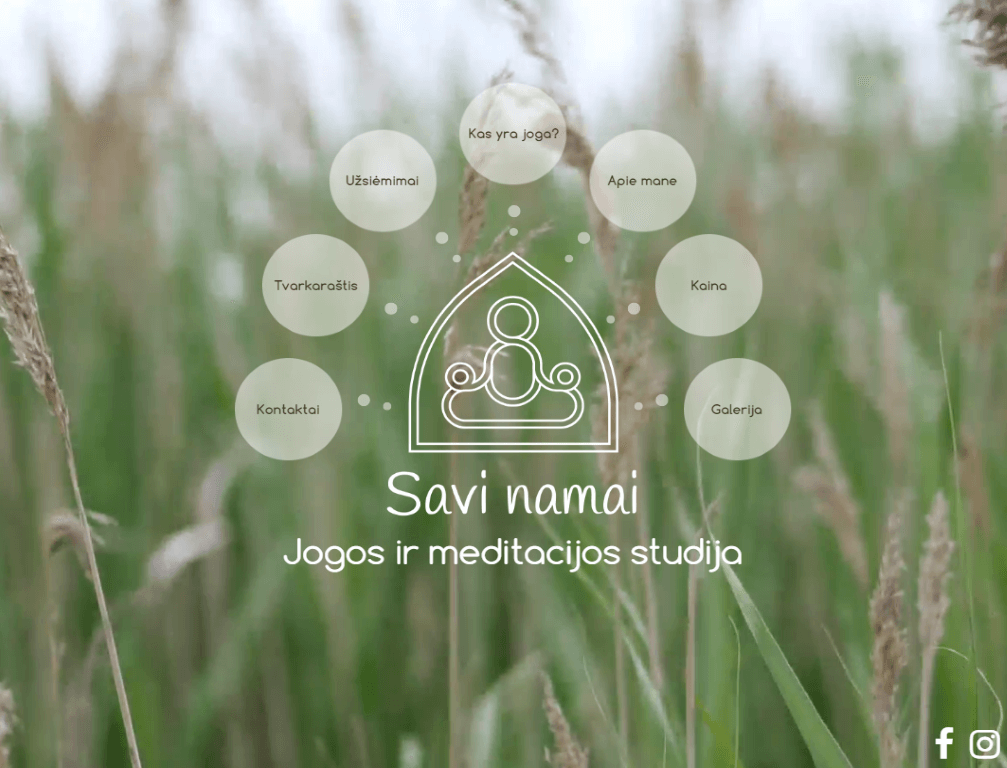 Kas yra joga?
Užsiėmimai
Apie mane
Tvarkaraštis
Kaina
Kontaktai
Galerija
Savi namai
Jogos ir meditacijos studija